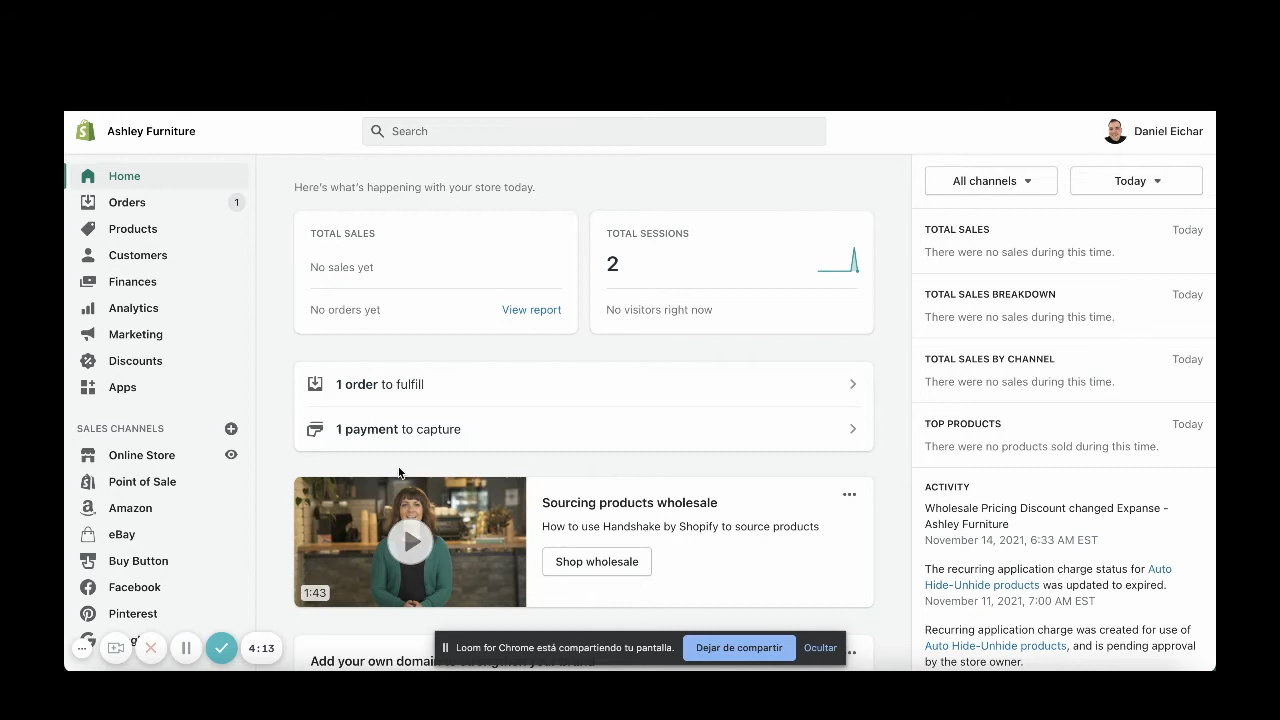 Ashley Furniture
Search
Daniel Eichar
Home
Orders
1
Products
Customers
Finances
Analytics
Marketing
Discounts
Apps
SALES CHANNELS
Online Store
Point of Sale
Amazon
eBay
Buy Button
Facebook
Pinterest
4:13
Here's what's happening with your store today.
TOTAL SALES
No sales yet
No orders yet
View report
TOTAL SESSIONS
2
No visitors right now
1 order to fulfill
1 payment to capture
1:43
Sourcing products wholesale
How to use Handshake by Shopify to source products
Shop wholesale
Add your own domain to strengthen your brand
Loom for Chrome está compartiendo tu pantalla.
Dejar de compartir
Ocultar
All channels
Today
TOTAL SALES
Today
There were no sales during this time.
TOTAL SALES BREAKDOWN
Today
There were no sales during this time.
TOTAL SALES BY CHANNEL
Today
There were no sales during this time.
TOP PRODUCTS
Today
There were no products sold during this time.
ACTIVITY
Wholesale Pricing Discount changed Expanse -
Ashley Furniture
November 14, 2021, 6:33 AM EST
The recurring application charge status for Auto
Hide-Unhide products was updated to expired.
November 11, 2021, 7:00 AM EST
Recurring application charge was created for use of
Auto Hide-Unhide products, and is pending approval
by the store owner.